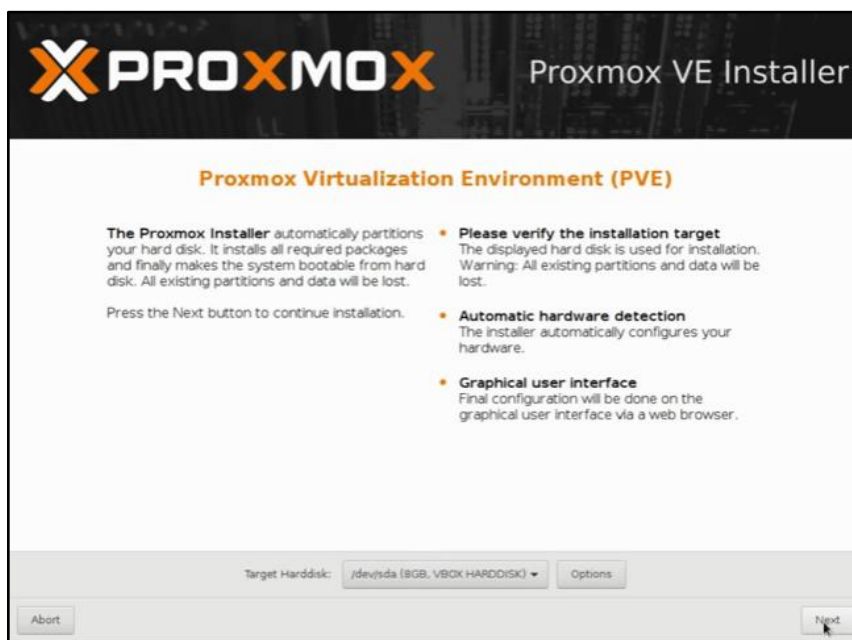 PROXMOX
Proxmox VE Installer
Proxmox Virtualization Environment (PVE)
The Proxmox Installer automatically partitions
your hard disk. It installs all required packages
and finally makes the system bootable from hard
disk. All existing partitions and data will be lost.
Press the Next button to continue installation.
Please verify the installation target
The displayed hard disk is used for installation.
Warning: All existing partitions and data will be
lost.
Automatic hardware detection
The installer automatically configures your
hardware.
Graphical user interface
Final configuration will be done on the
graphical user interface via a web browser.
Target Harddisk:
/dev/sda (8GB, VBOX HARDDISK)
Options
Abort
Next